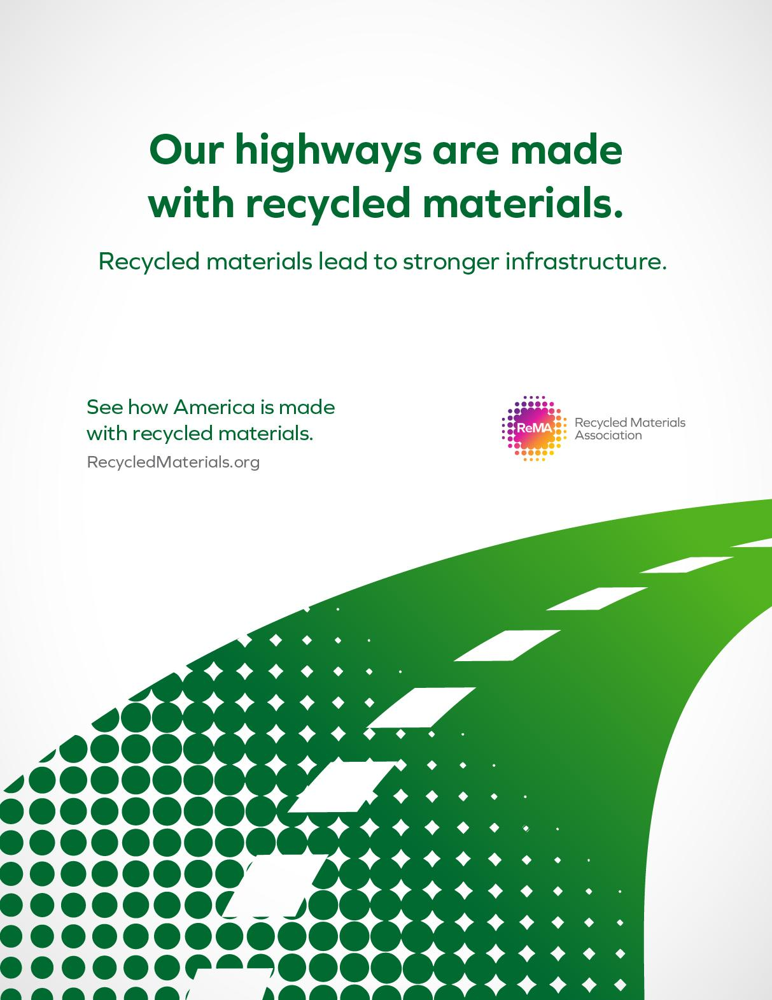 Our highways are made
with recycled materials.
Recycled materials lead to stronger infrastructure.
See how America is made
with recycled materials.
RecycledMaterials.org
ReMA
Recycled Materials
Association